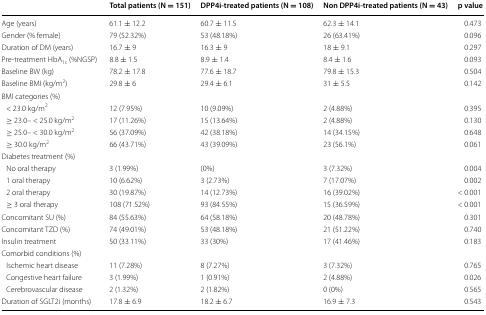 Total patients (N = 151) DPP4i-treated patients (N = 108) Non DPP4i-treated patients (N = 43) p value
Age (years) 61.1 ± 12.2 60.7 ± 11.5 62.3 ± 14.1 0.473
Gender (% female) 79 (52.32%) 53 (48.18%) 26 (63.41%) 0.096
Duration of DM (years) 16.7 ± 9 16.3 ± 9 18 ± 9.1 0.297
Pre-treatment HbA1c (%NGSP) 8.8 ± 1.5 8.9 ± 1.4 8.4 ± 1.6 0.093
Baseline BW (kg) 78.2 ± 17.8 77.6 ± 18.7 79.8 ± 15.3 0.504
Baseline BMI (kg/m²) 29.8 ± 6 29.4 ± 6.1 31 ± 5.5 0.142
BMI categories (%)
< 23.0 kg/m² 12 (7.95%) 10 (9.09%) 2 (4.88%) 0.395
≥ 23.0– < 25.0 kg/m² 17 (11.26%) 15 (13.64%) 2 (4.88%) 0.130
≥ 25.0– < 30.0 kg/m² 56 (37.09%) 42 (38.18%) 14 (34.15%) 0.648
≥ 30.0 kg/m² 66 (43.71%) 43 (39.09%) 23 (56.1%) 0.061
Diabetes treatment (%)
No oral therapy 3 (1.99%) (0%) 3 (7.32%) 0.004
1 oral therapy 10 (6.62%) 3 (2.73%) 7 (17.07%) 0.002
2 oral therapy 30 (19.87%) 14 (12.73%) 16 (39.02%) < 0.001
≥ 3 oral therapy 108 (71.52%) 93 (84.55%) 15 (36.59%) < 0.001
Concomitant SU (%) 84 (55.63%) 64 (58.18%) 20 (48.78%) 0.301
Concomitant TZD (%) 74 (49.01%) 53 (48.18%) 21 (51.22%) 0.740
Insulin treatment 50 (33.11%) 33 (30%) 17 (41.46%) 0.183
Comorbid conditions (%)
Ischemic heart disease 11 (7.28%) 8 (7.27%) 3 (7.32%) 0.765
Congestive heart failure 3 (1.99%) 1 (0.91%) 2 (4.88%) 0.026
Cerebrovascular disease 2 (1.32%) 2 (1.82%) 0 (0%) 0.565
Duration of SGLT2i (months) 17.8 ± 6.9 18.2 ± 6.7 16.9 ± 7.3 0.543